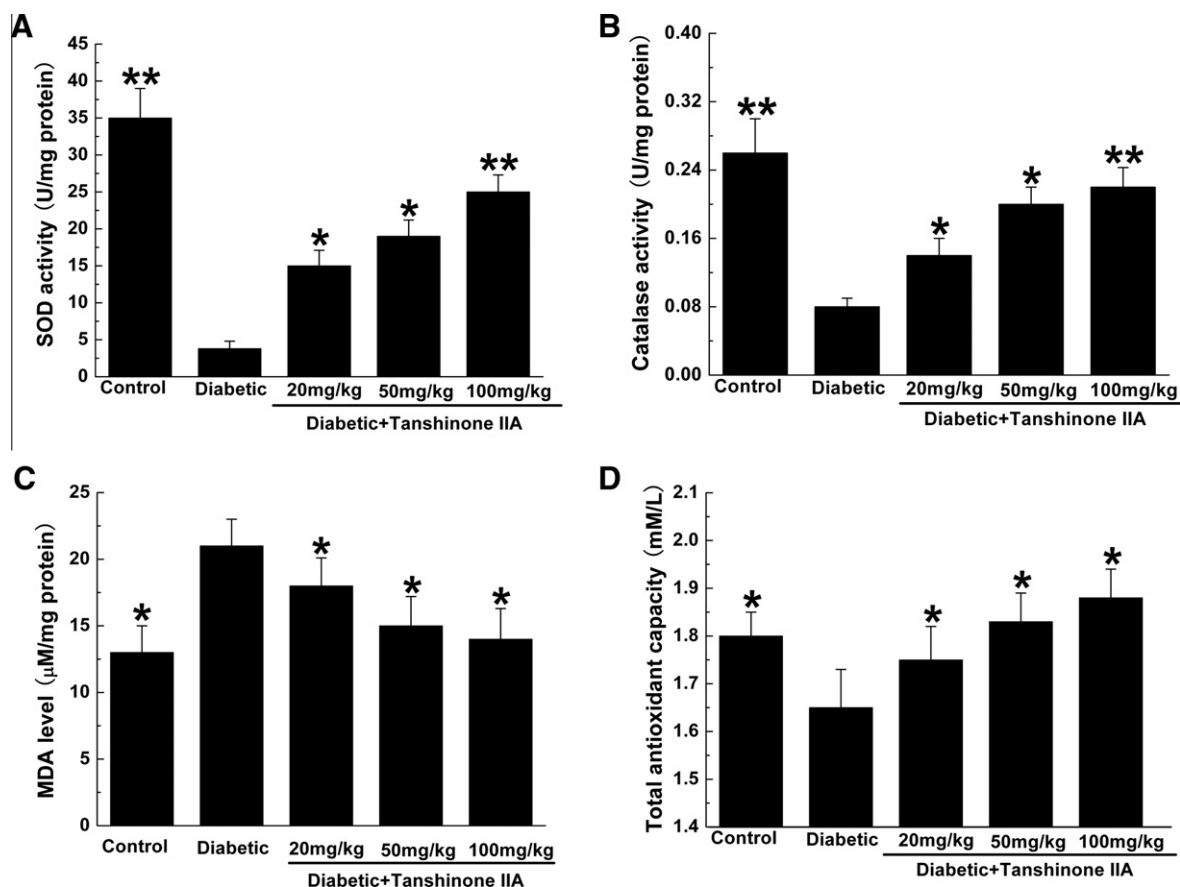 A
SOD activity (U/mg protein)
45
40
35
30
25
20
15
10
5
0
**
*
*
**
Control
Diabetic
20mg/kg
50mg/kg
100mg/kg
Diabetic+Tanshinone IIA
B
Catalase activity (U/mg protein)
0.40
0.32
0.24
0.16
0.08
0.00
**
*
*
**
Control
Diabetic
20mg/kg
50mg/kg
100mg/kg
Diabetic+Tanshinone IIA
C
MDA level (μM/mg protein)
25
20
15
10
5
0
*
*
*
*
Control
Diabetic
20mg/kg
50mg/kg
100mg/kg
Diabetic+Tanshinone IIA
D
Total antioxidant capacity (mM/L)
2.1
2.0
1.9
1.8
1.7
1.6
1.5
1.4
*
*
*
*
Control
Diabetic
20mg/kg
50mg/kg
100mg/kg
Diabetic+Tanshinone IIA